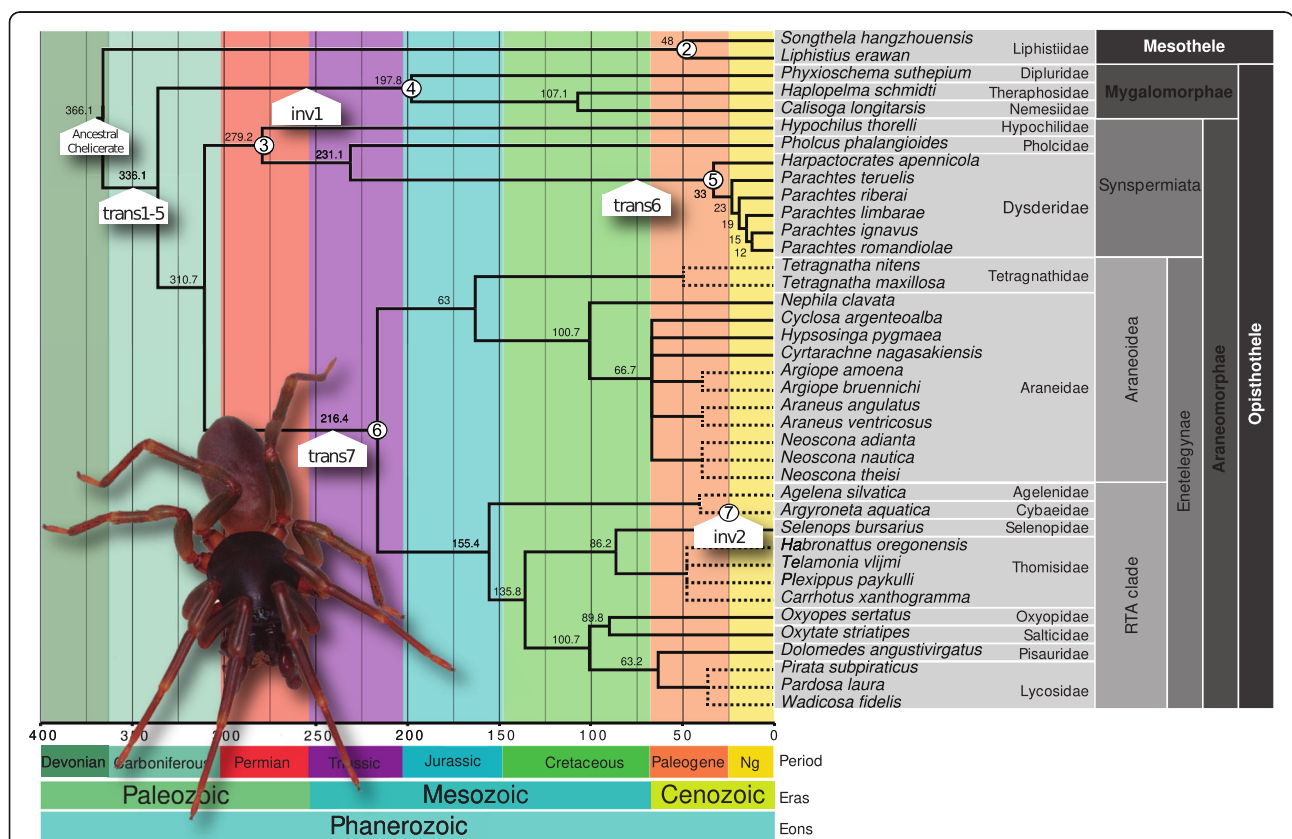 48
2
Songthela hangzhouensis
Liphistius erawan
Liphistiidae
Mesothele
Phyxioschema suthepium
Dipluridae
197.8
4
Haplopelma schmidti
Theraphosidae
Mygalomorphae
107.1
Calisoga longitarsis
Nemesiidae
366.1
inv1
Hypochilus thorelli
Hypochilidae
Ancestral
Chelicerate
279.2
3
Pholcus phalangioides
Pholcidae
231.1
Harpactocrates apennicola
336.1
5
Parachtes teruelis
Synspermiata
33
Parachtes riberai
trans6
23
Parachtes limbarae
Dysderidae
trans1-5
19
Parachtes ignavus
15
Parachtes romandiolae
12
Tetragnatha nitens
310.7
Tetragnatha maxillosa
Tetragnathidae
63
Nephila clavata
Cyclosa argenteoalba
100.7
Hypsosinga pygmaea
Cyrtarachne nagasakiensis
66.7
Argiope amoena
Argiope bruennichi
Araneidae
Araneoidea
Araneus angulatus
216.4
Araneus ventricosus
6
Neoscona adianta
trans7
Neoscona nautica
Neoscona theisi
Enetelegynae
Araneomorphae
Opisthothele
Agelena silvatica
Agelenidae
7
Argyroneta aquatica
Cybaeidae
inv2
Selenops bursarius
Selenopidae
155.4
86.2
Habronattus oregonensis
Telamonia vlijmi
Thomisidae
Plexippus paykulli
135.8
Carrhotus xanthogramma
RTA clade
89.8
Oxyopes sertatus
Oxyopidae
Oxytate striatipes
Salticidae
100.7
Dolomedes angustivirgatus
Pisauridae
63.2
Pirata subpiraticus
Pardosa laura
Lycosidae
Wadicosa fidelis
400 350 300 250 200 150 100 50 0
Devonian Carboniferous Permian Triassic Jurassic Cretaceous Paleogene Ng Period
Paleozoic Mesozoic Cenozoic Eras
Phanerozoic Eons